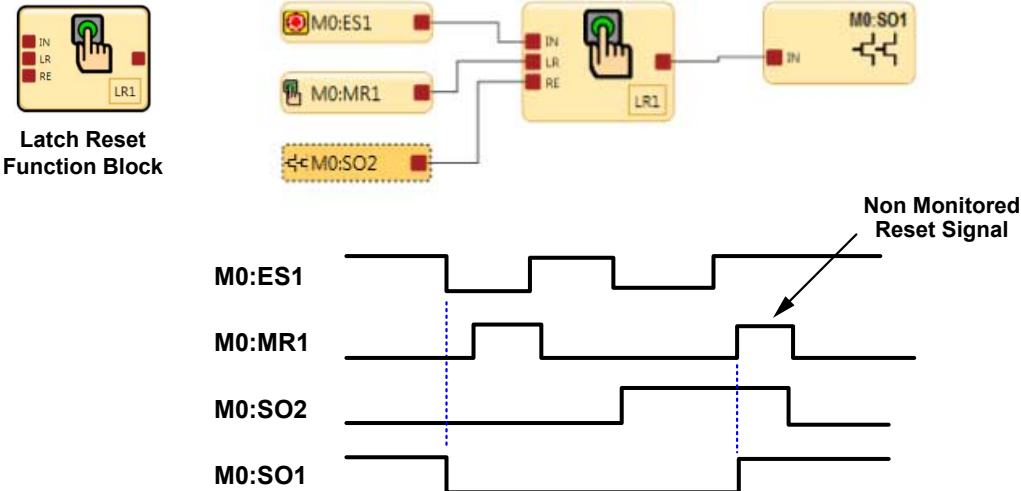 IN
LR
RE
LR1
Latch Reset
Function Block
M0:ES1
M0:MR1
M0:SO2
IN
LR
RE
LR1
M0:SO1
IN
Non Monitored
Reset Signal
M0:ES1
M0:MR1
M0:SO2
M0:SO1